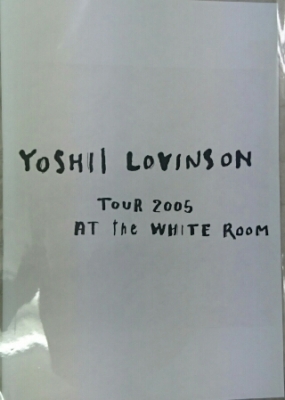 YOSHII LOVINSON
TOUR 2005
AT the WHITE ROOM